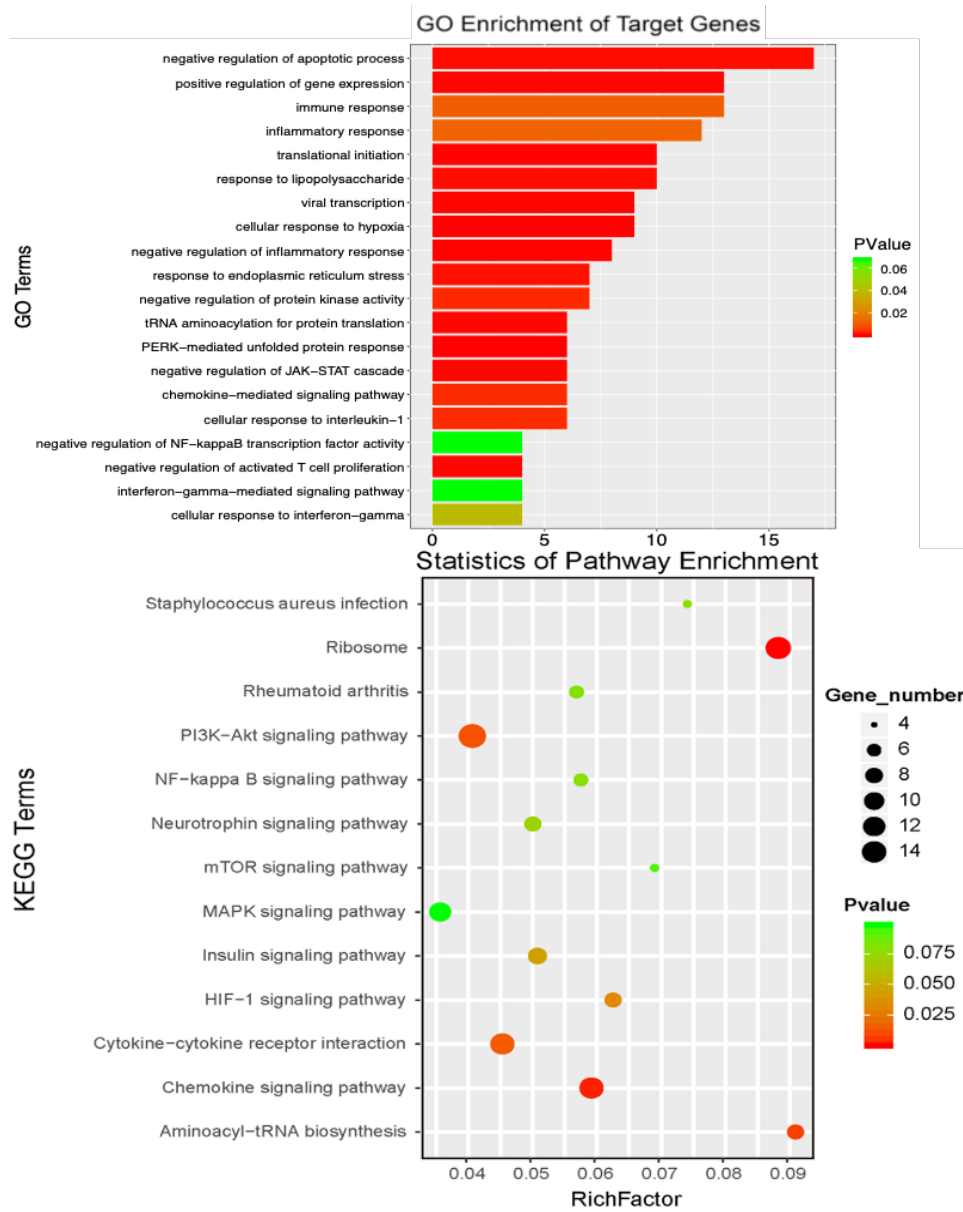 GO Enrichment of Target Genes
negative regulation of apoptotic process
positive regulation of gene expression
immune response
inflammatory response
translational initiation
response to lipopolysaccharide
viral transcription
cellular response to hypoxia
negative regulation of inflammatory response
response to endoplasmic reticulum stress
negative regulation of protein kinase activity
tRNA aminoacylation for protein translation
PERK−mediated unfolded protein response
negative regulation of JAK−STAT cascade
chemokine−mediated signaling pathway
cellular response to interleukin−1
negative regulation of NF−kappaB transcription factor activity
negative regulation of activated T cell proliferation
interferon−gamma−mediated signaling pathway
cellular response to interferon−gamma
GO Terms
0 5 10 15
PValue
0.06
0.04
0.02
Statistics of Pathway Enrichment
Staphylococcus aureus infection
Ribosome
Rheumatoid arthritis
PI3K−Akt signaling pathway
NF−kappa B signaling pathway
Neurotrophin signaling pathway
mTOR signaling pathway
MAPK signaling pathway
Insulin signaling pathway
HIF−1 signaling pathway
Cytokine−cytokine receptor interaction
Chemokine signaling pathway
Aminoacyl−tRNA biosynthesis
KEGG Terms
0.04 0.05 0.06 0.07 0.08 0.09
RichFactor
Gene_number
4
6
8
10
12
14
Pvalue
0.075
0.050
0.025